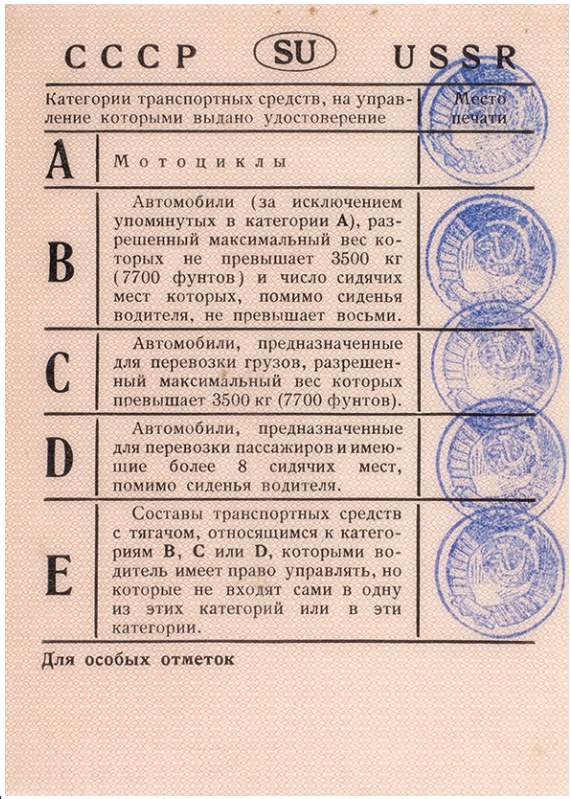 СССР SU USSR
Категории транспортных средств, на управ-
ление которыми выдано удостоверение
Место
печати
A
Мотоциклы
B
Автомобили (за исключением
упомянутых в категории А), раз-
решенный максимальный вес ко-
торых не превышает 3500 кг
(7700 фунтов) и число сидячих
мест которых, помимо сиденья
водителя, не превышает восьми.
C
Автомобили, предназначенные
для перевозки грузов, разрешен-
ный максимальный вес которых
превышает 3500 кг (7700 фунтов).
D
Автомобили, предназначенные
для перевозки пассажиров и имею-
щие более 8 сидячих мест,
помимо сиденья водителя.
E
Составы транспортных средств
с тягачом, относящимся к катего-
риям B, C или D, которыми во-
дитель имеет право управлять, но
которые не входят сами в одну
из этих категорий или в эти
категории.
Для особых отметок